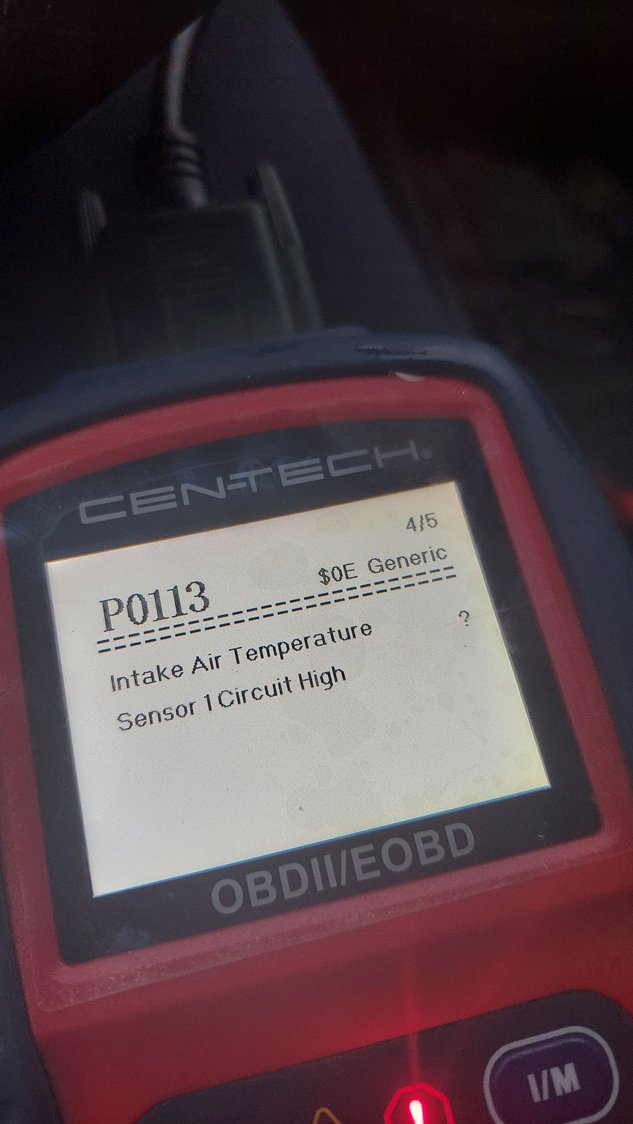 CEN-TECH®
4/5
P0113 $0E Generic
==============================
Intake Air Temperature ?
Sensor 1 Circuit High
OBDII/EOBD
I/M